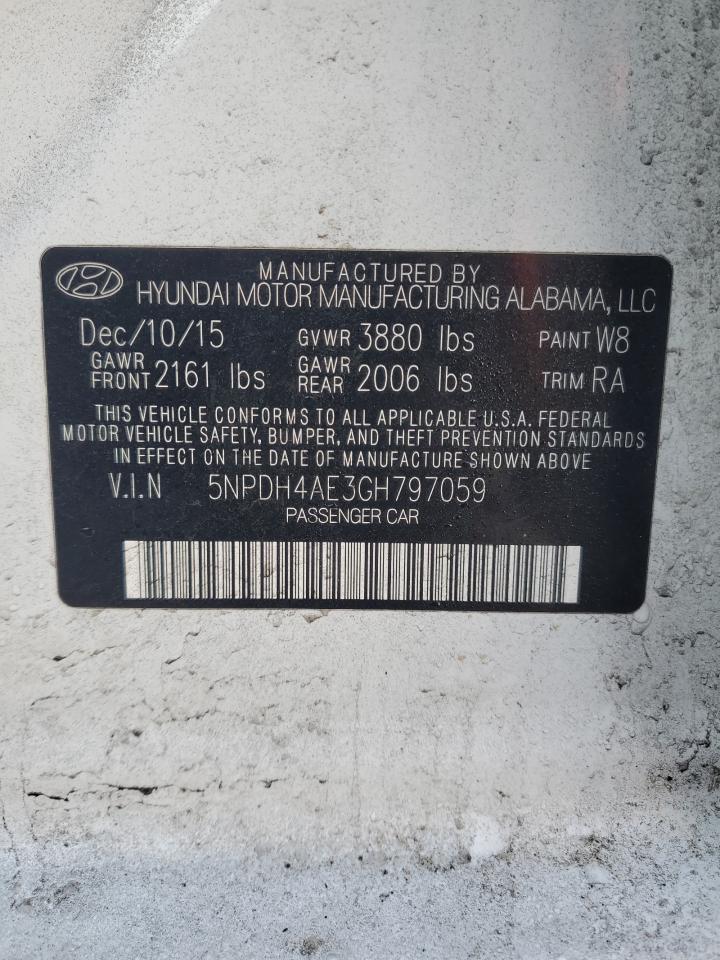 MANUFACTURED BY
HYUNDAI MOTOR MANUFACTURING ALABAMA, LLC
Dec/10/15 GVWR 3880 lbs PAINT W8
GAWR FRONT 2161 lbs GAWR REAR 2006 lbs TRIM RA
THIS VEHICLE CONFORMS TO ALL APPLICABLE U.S.A. FEDERAL
MOTOR VEHICLE SAFETY, BUMPER, AND THEFT PREVENTION STANDARDS
IN EFFECT ON THE DATE OF MANUFACTURE SHOWN ABOVE
V.I.N 5NPDH4AE3GH797059
PASSENGER CAR